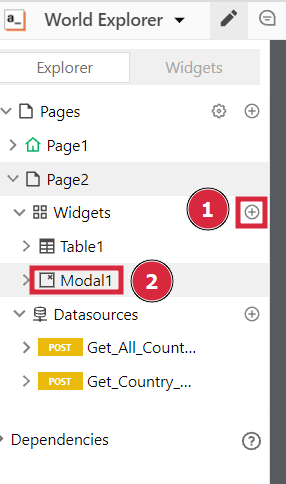 a_ World Explorer
Explorer Widgets
Pages
Page1
Page2
Widgets 1
Table1
Modal1 2
Datasources
POST Get_All_Count...
POST Get_Country_...
Dependencies ?